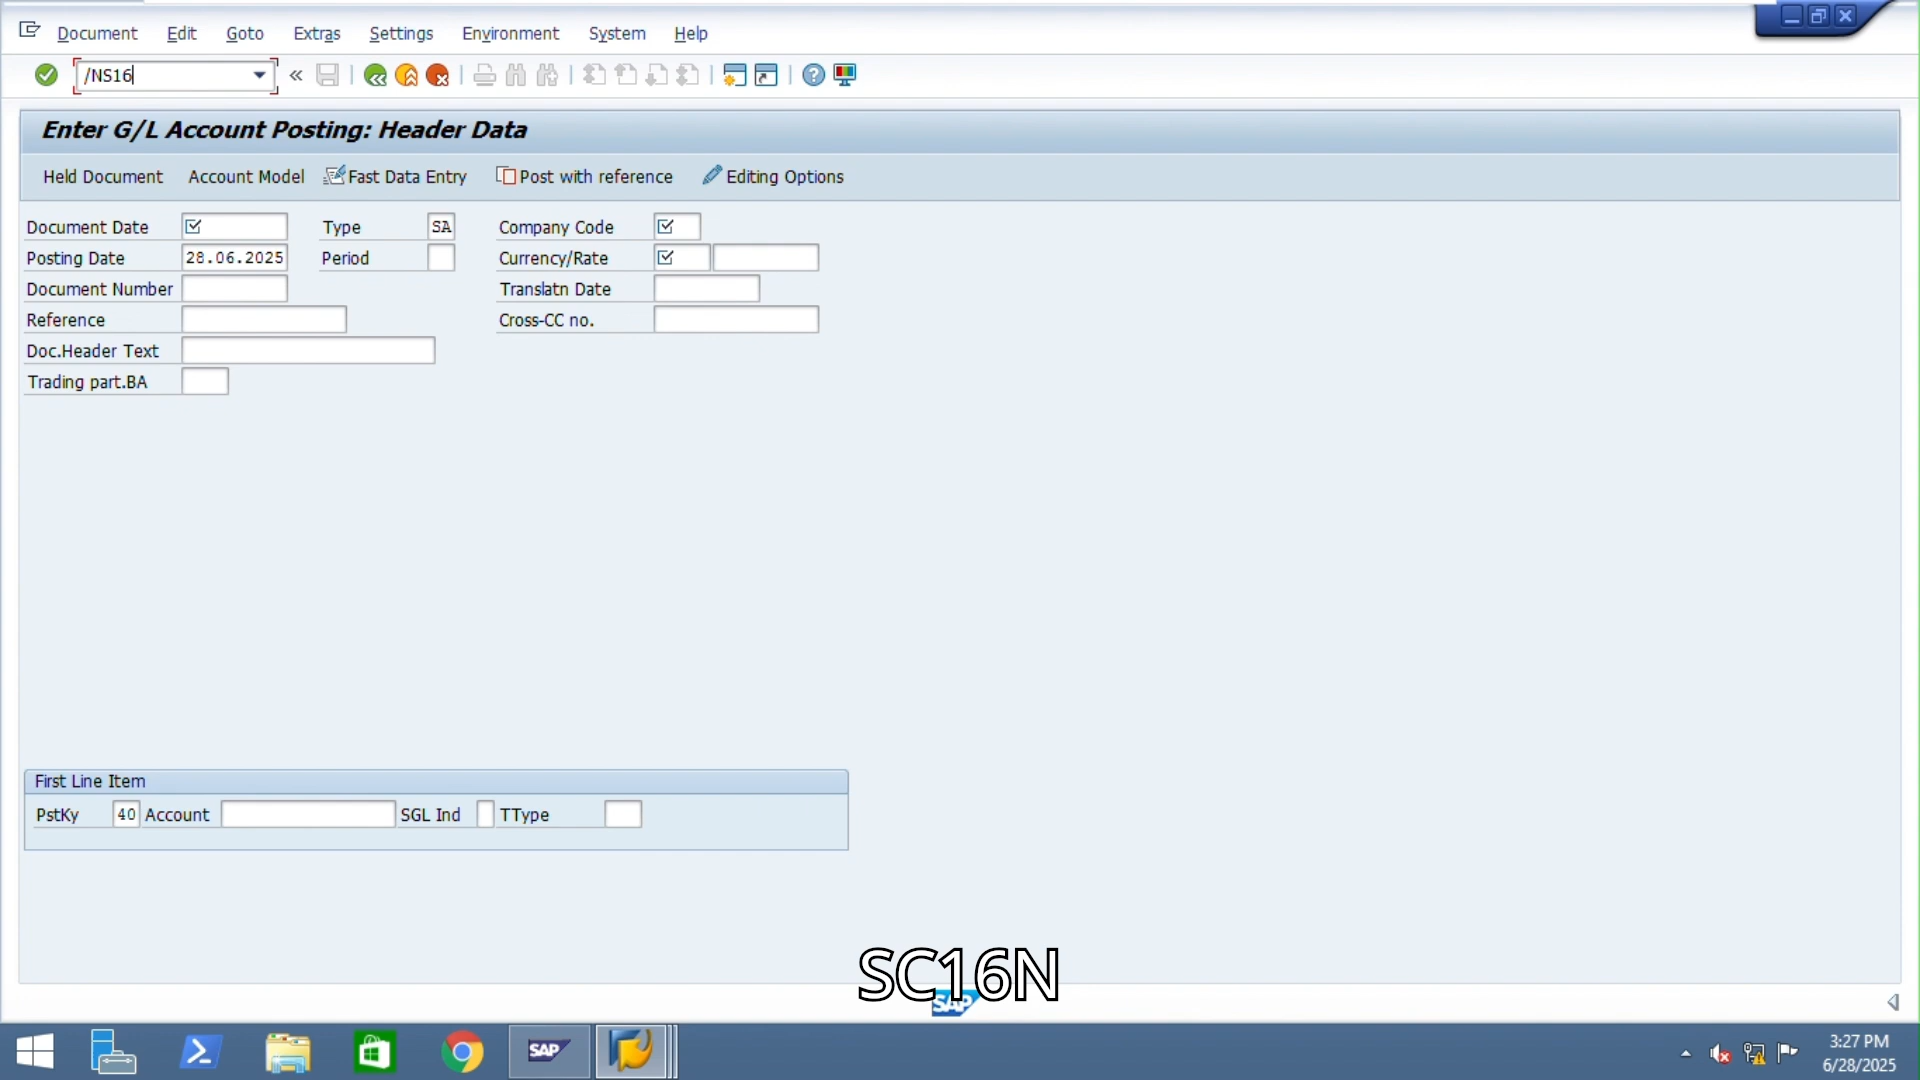 Document Edit Goto Extras Settings Environment System Help
/NS16
Enter G/L Account Posting: Header Data
Held Document Account Model Fast Data Entry Post with reference Editing Options
Document Date Type SA Company Code
Posting Date 28.06.2025 Period Currency/Rate
Document Number Translatn Date
Reference Cross-CC no.
Doc.Header Text
Trading part.BA
First Line Item
PstKy 40 Account SGL Ind TType
SC16N
SAP
SAP
3:27 PM
6/28/2025